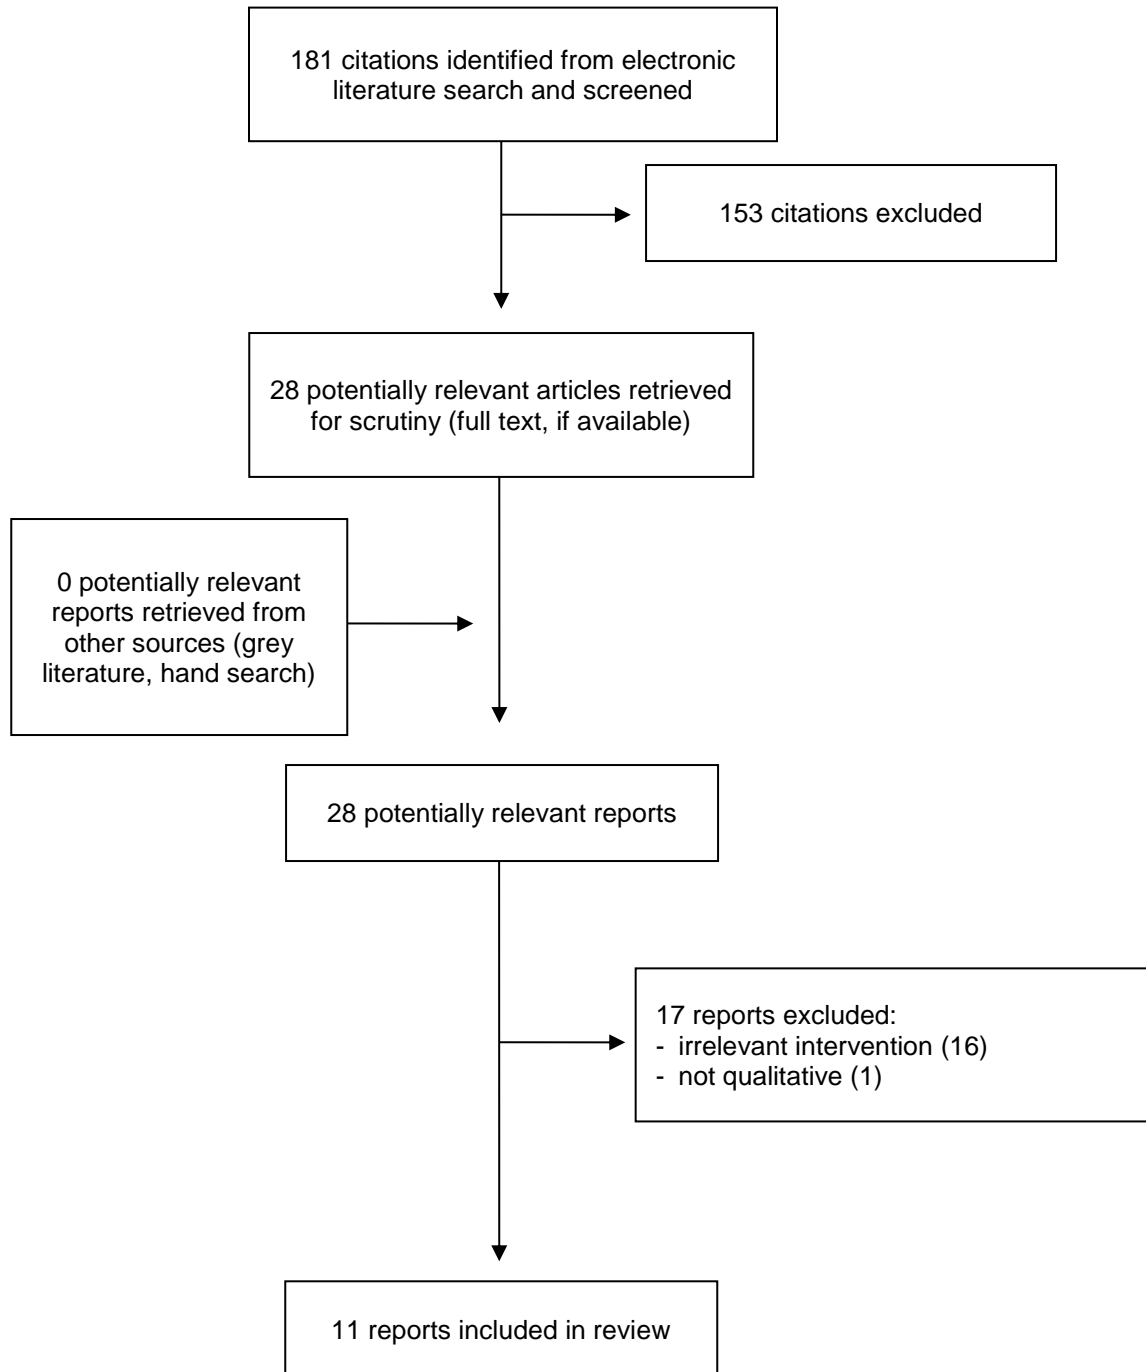 181 citations identified from electronic
literature search and screened
153 citations excluded
28 potentially relevant articles retrieved
for scrutiny (full text, if available)
0 potentially relevant
reports retrieved from
other sources (grey
literature, hand search)
28 potentially relevant reports
17 reports excluded:
- irrelevant intervention (16)
- not qualitative (1)
11 reports included in review